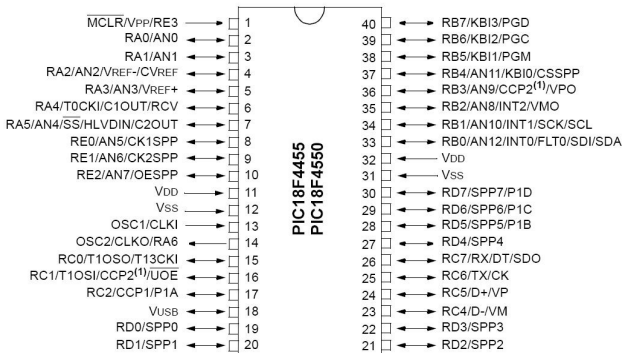 MCLR/VPP/RE3 1
RA0/AN0 2
RA1/AN1 3
RA2/AN2/VREF-/CVREF 4
RA3/AN3/VREF+ 5
RA4/T0CKI/C1OUT/RCV 6
RA5/AN4/SS/HLVDIN/C2OUT 7
RE0/AN5/CK1SPP 8
RE1/AN6/CK2SPP 9
RE2/AN7/OESPP 10
VDD 11
VSS 12
OSC1/CLKI 13
OSC2/CLKO/RA6 14
RC0/T1OSO/T13CKI 15
RC1/T1OSI/CCP2(1)/UOE 16
RC2/CCP1/P1A 17
VUSB 18
RD0/SPP0 19
RD1/SPP1 20
PIC18F4455
PIC18F4550
40 RB7/KBI3/PGD
39 RB6/KBI2/PGC
38 RB5/KBI1/PGM
37 RB4/AN11/KBI0/CSSPP
36 RB3/AN9/CCP2(1)/VPO
35 RB2/AN8/INT2/VMO
34 RB1/AN10/INT1/SCK/SCL
33 RB0/AN12/INT0/FLT0/SDI/SDA
32 VDD
31 VSS
30 RD7/SPP7/P1D
29 RD6/SPP6/P1C
28 RD5/SPP5/P1B
27 RD4/SPP4
26 RC7/RX/DT/SDO
25 RC6/TX/CK
24 RC5/D+/VP
23 RC4/D-/VM
22 RD3/SPP3
21 RD2/SPP2